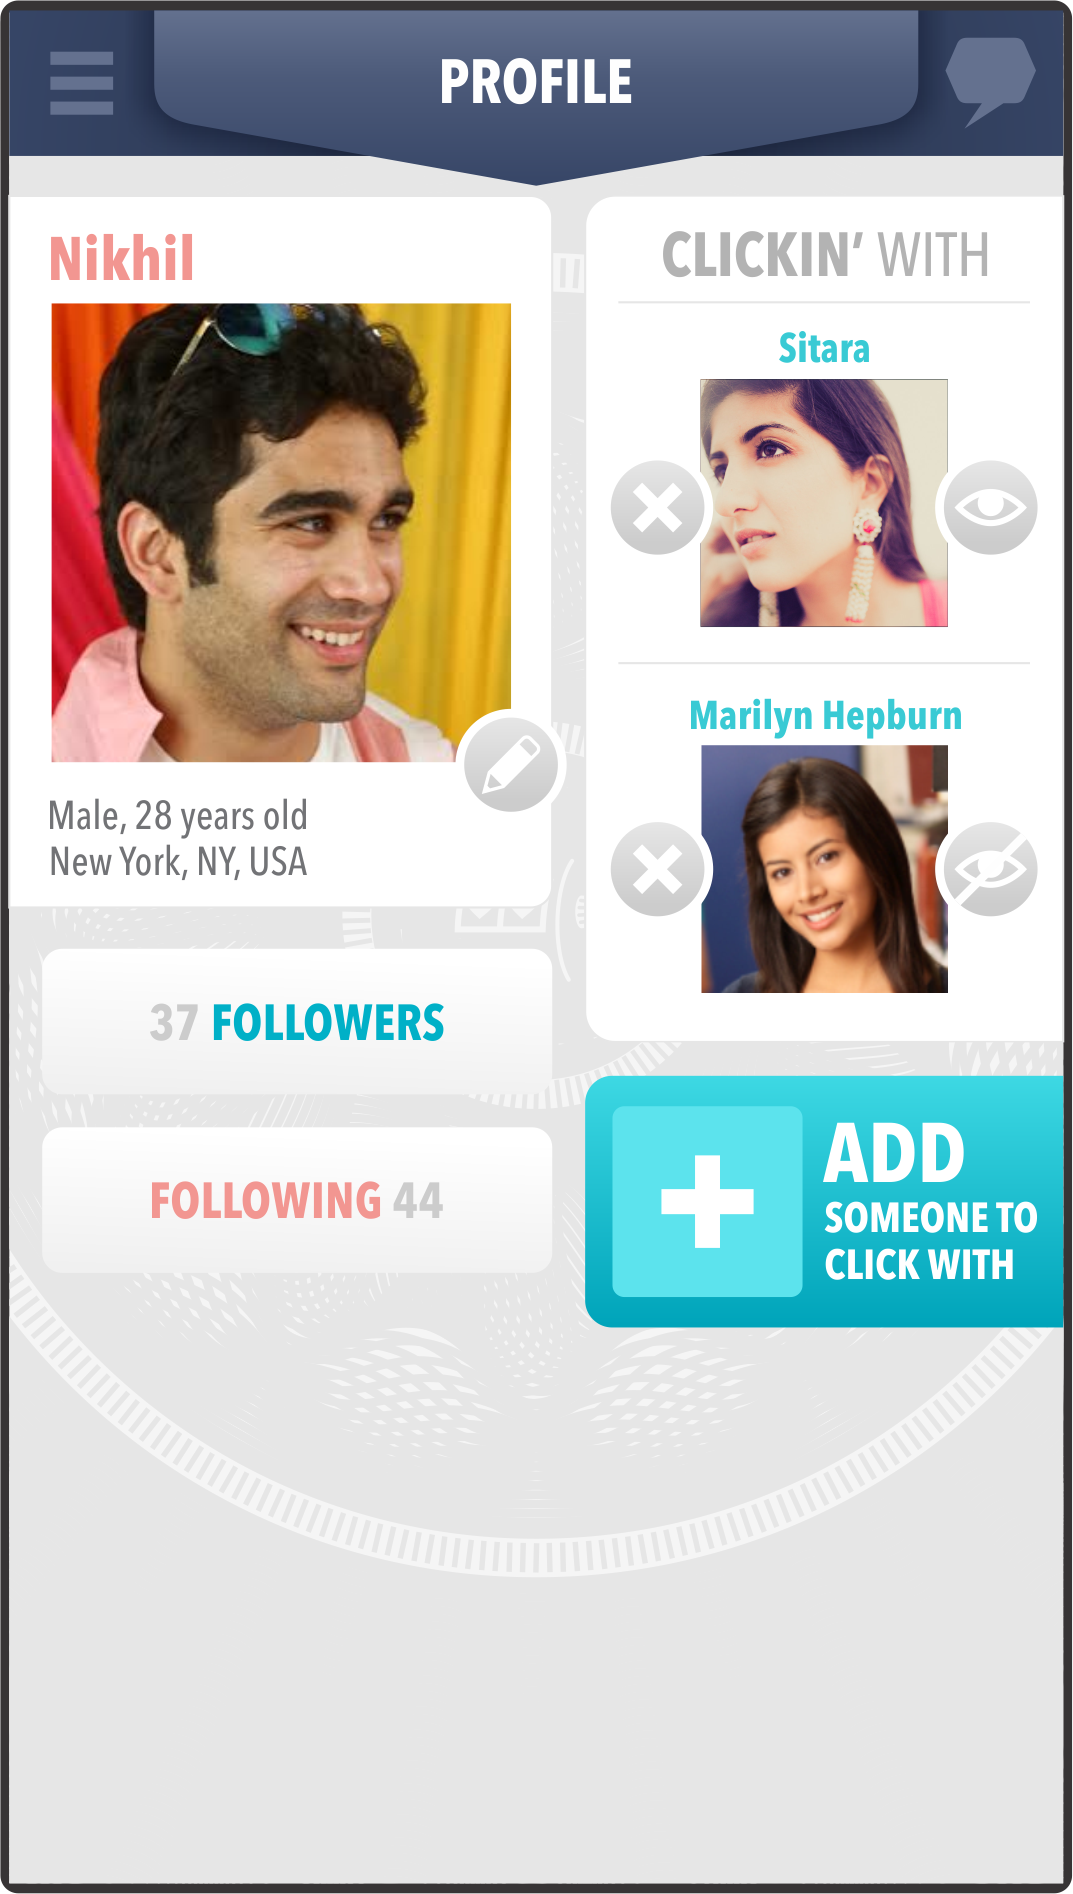 PROFILE
Nikhil
Male, 28 years old
New York, NY, USA
37 FOLLOWERS
FOLLOWING 44
CLICKIN’ WITH
Sitara
Marilyn Hepburn
ADD
SOMEONE TO
CLICK WITH